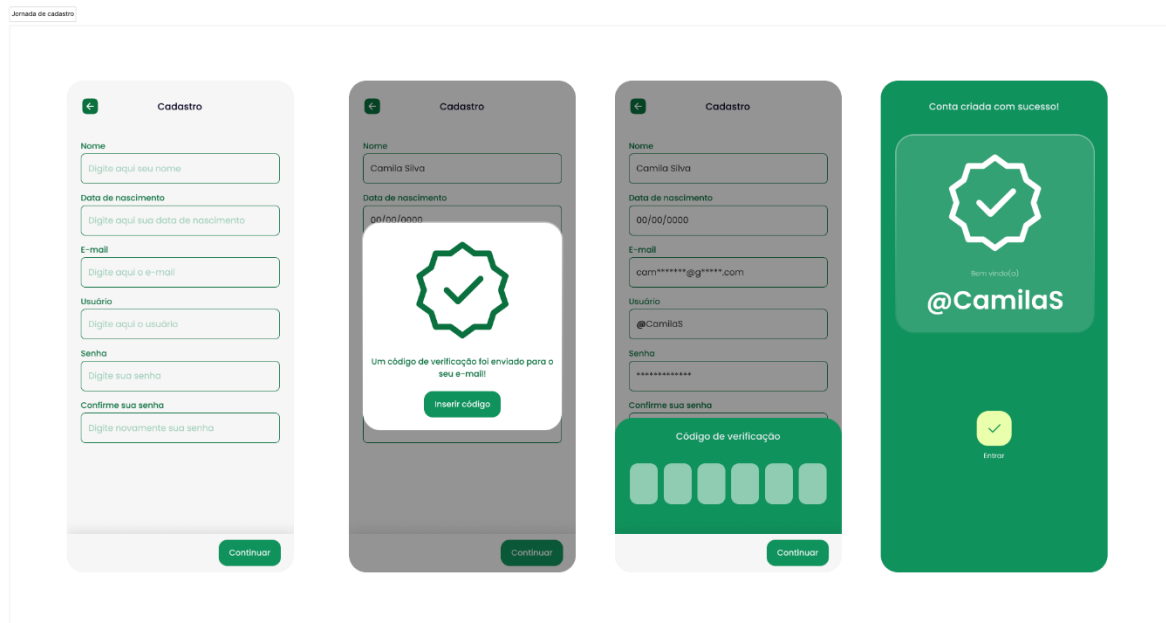 Jornada de cadastro
Cadastro
Nome
Digite aqui seu nome
Data de nascimento
Digite aqui sua data de nascimento
E-mail
Digite aqui o e-mail
Usuário
Digite aqui o usuário
Senha
Digite sua senha
Confirme sua senha
Digite novamente sua senha
Continuar
Cadastro
Nome
Camila Silva
Data de nascimento
00/00/0000
Um código de verificação foi enviado para o
seu e-mail!
Inserir código
Continuar
Cadastro
Nome
Camila Silva
Data de nascimento
00/00/0000
E-mail
cam*******@g*****.com
Usuário
@CamilaS
Senha
*************
Confirme sua senha
Código de verificação
Continuar
Conta criada com sucesso!
Bem vindo(a)
@CamilaS
Entrar